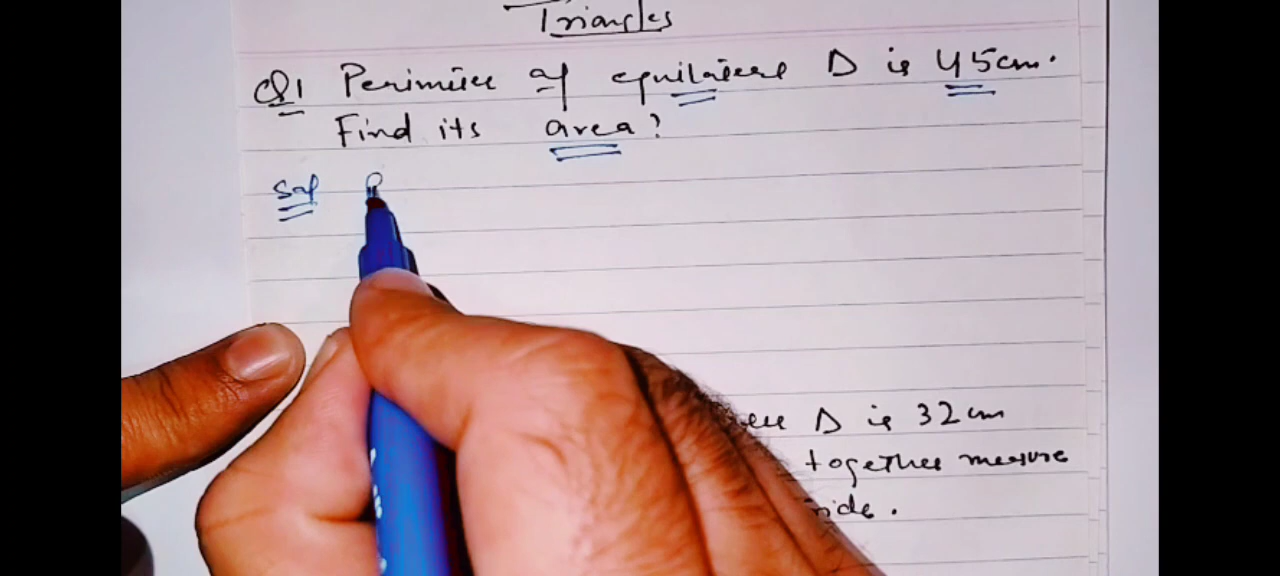 Triangles
Q1 Perimeter of equilateral Δ is 45cm.
Find its area?
Sol
Δ is 32cm
together measure
side.